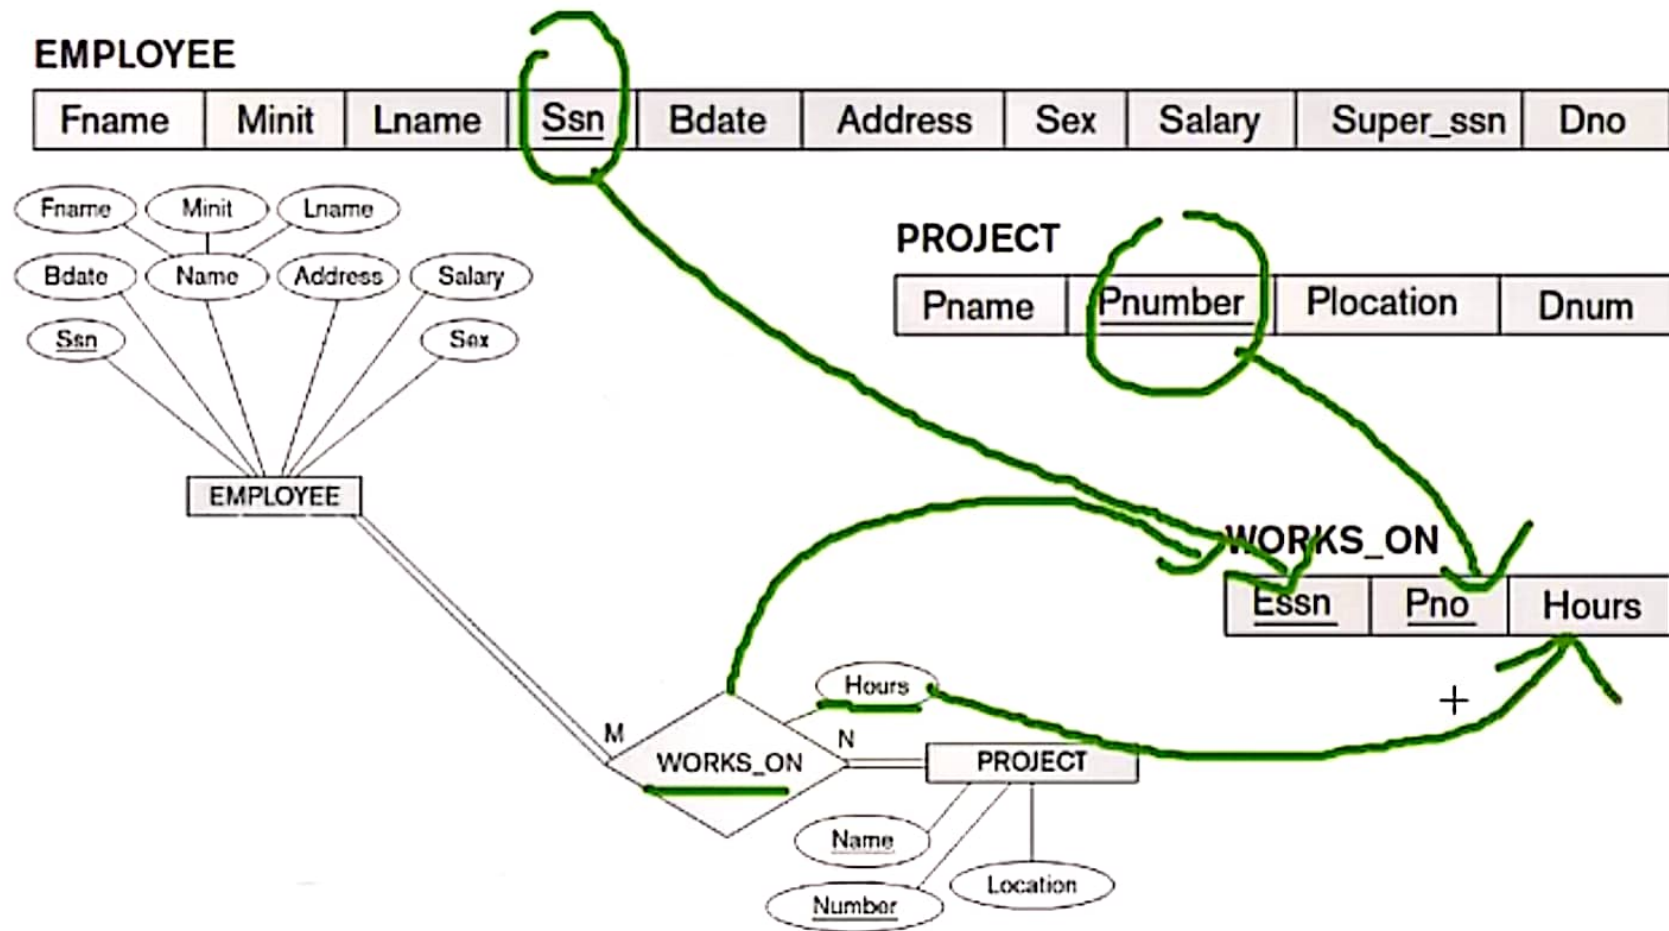 EMPLOYEE
Fname Minit Lname Ssn Bdate Address Sex Salary Super_ssn Dno
Fname Minit Lname
PROJECT
Bdate Name Address Salary
Pname Pnumber Plocation Dnum
Ssn Sex
EMPLOYEE
WORKS_ON
Essn Pno Hours
Hours
M N
WORKS_ON PROJECT
Name
Location
Number